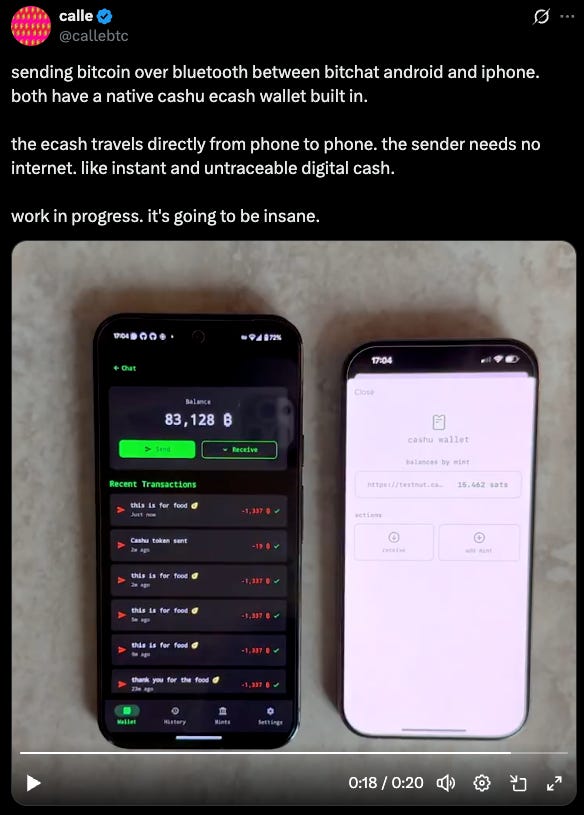 calle
@callebtc
sending bitcoin over bluetooth between bitchat android and iphone.
both have a native cashu ecash wallet built in.
the ecash travels directly from phone to phone. the sender needs no
internet. like instant and untraceable digital cash.
work in progress. it's going to be insane.
17:04
72%
← Chat
Balance
83,128 ₿
Send
Receive
Recent Transactions
this is for food
-1,337 ₿
Just now
Cashu token sent
-19 ₿
2m ago
this is for food
-1,337 ₿
2m ago
this is for food
-1,337 ₿
5m ago
this is for food
-1,337 ₿
9m ago
thank you for the food
-1,337 ₿
23m ago
Wallet
History
Mints
Settings
17:04
Close
cashu wallet
balances by mint
https://testnut.ca… 15.462 sats
actions
receive
add mint
0:18 / 0:20